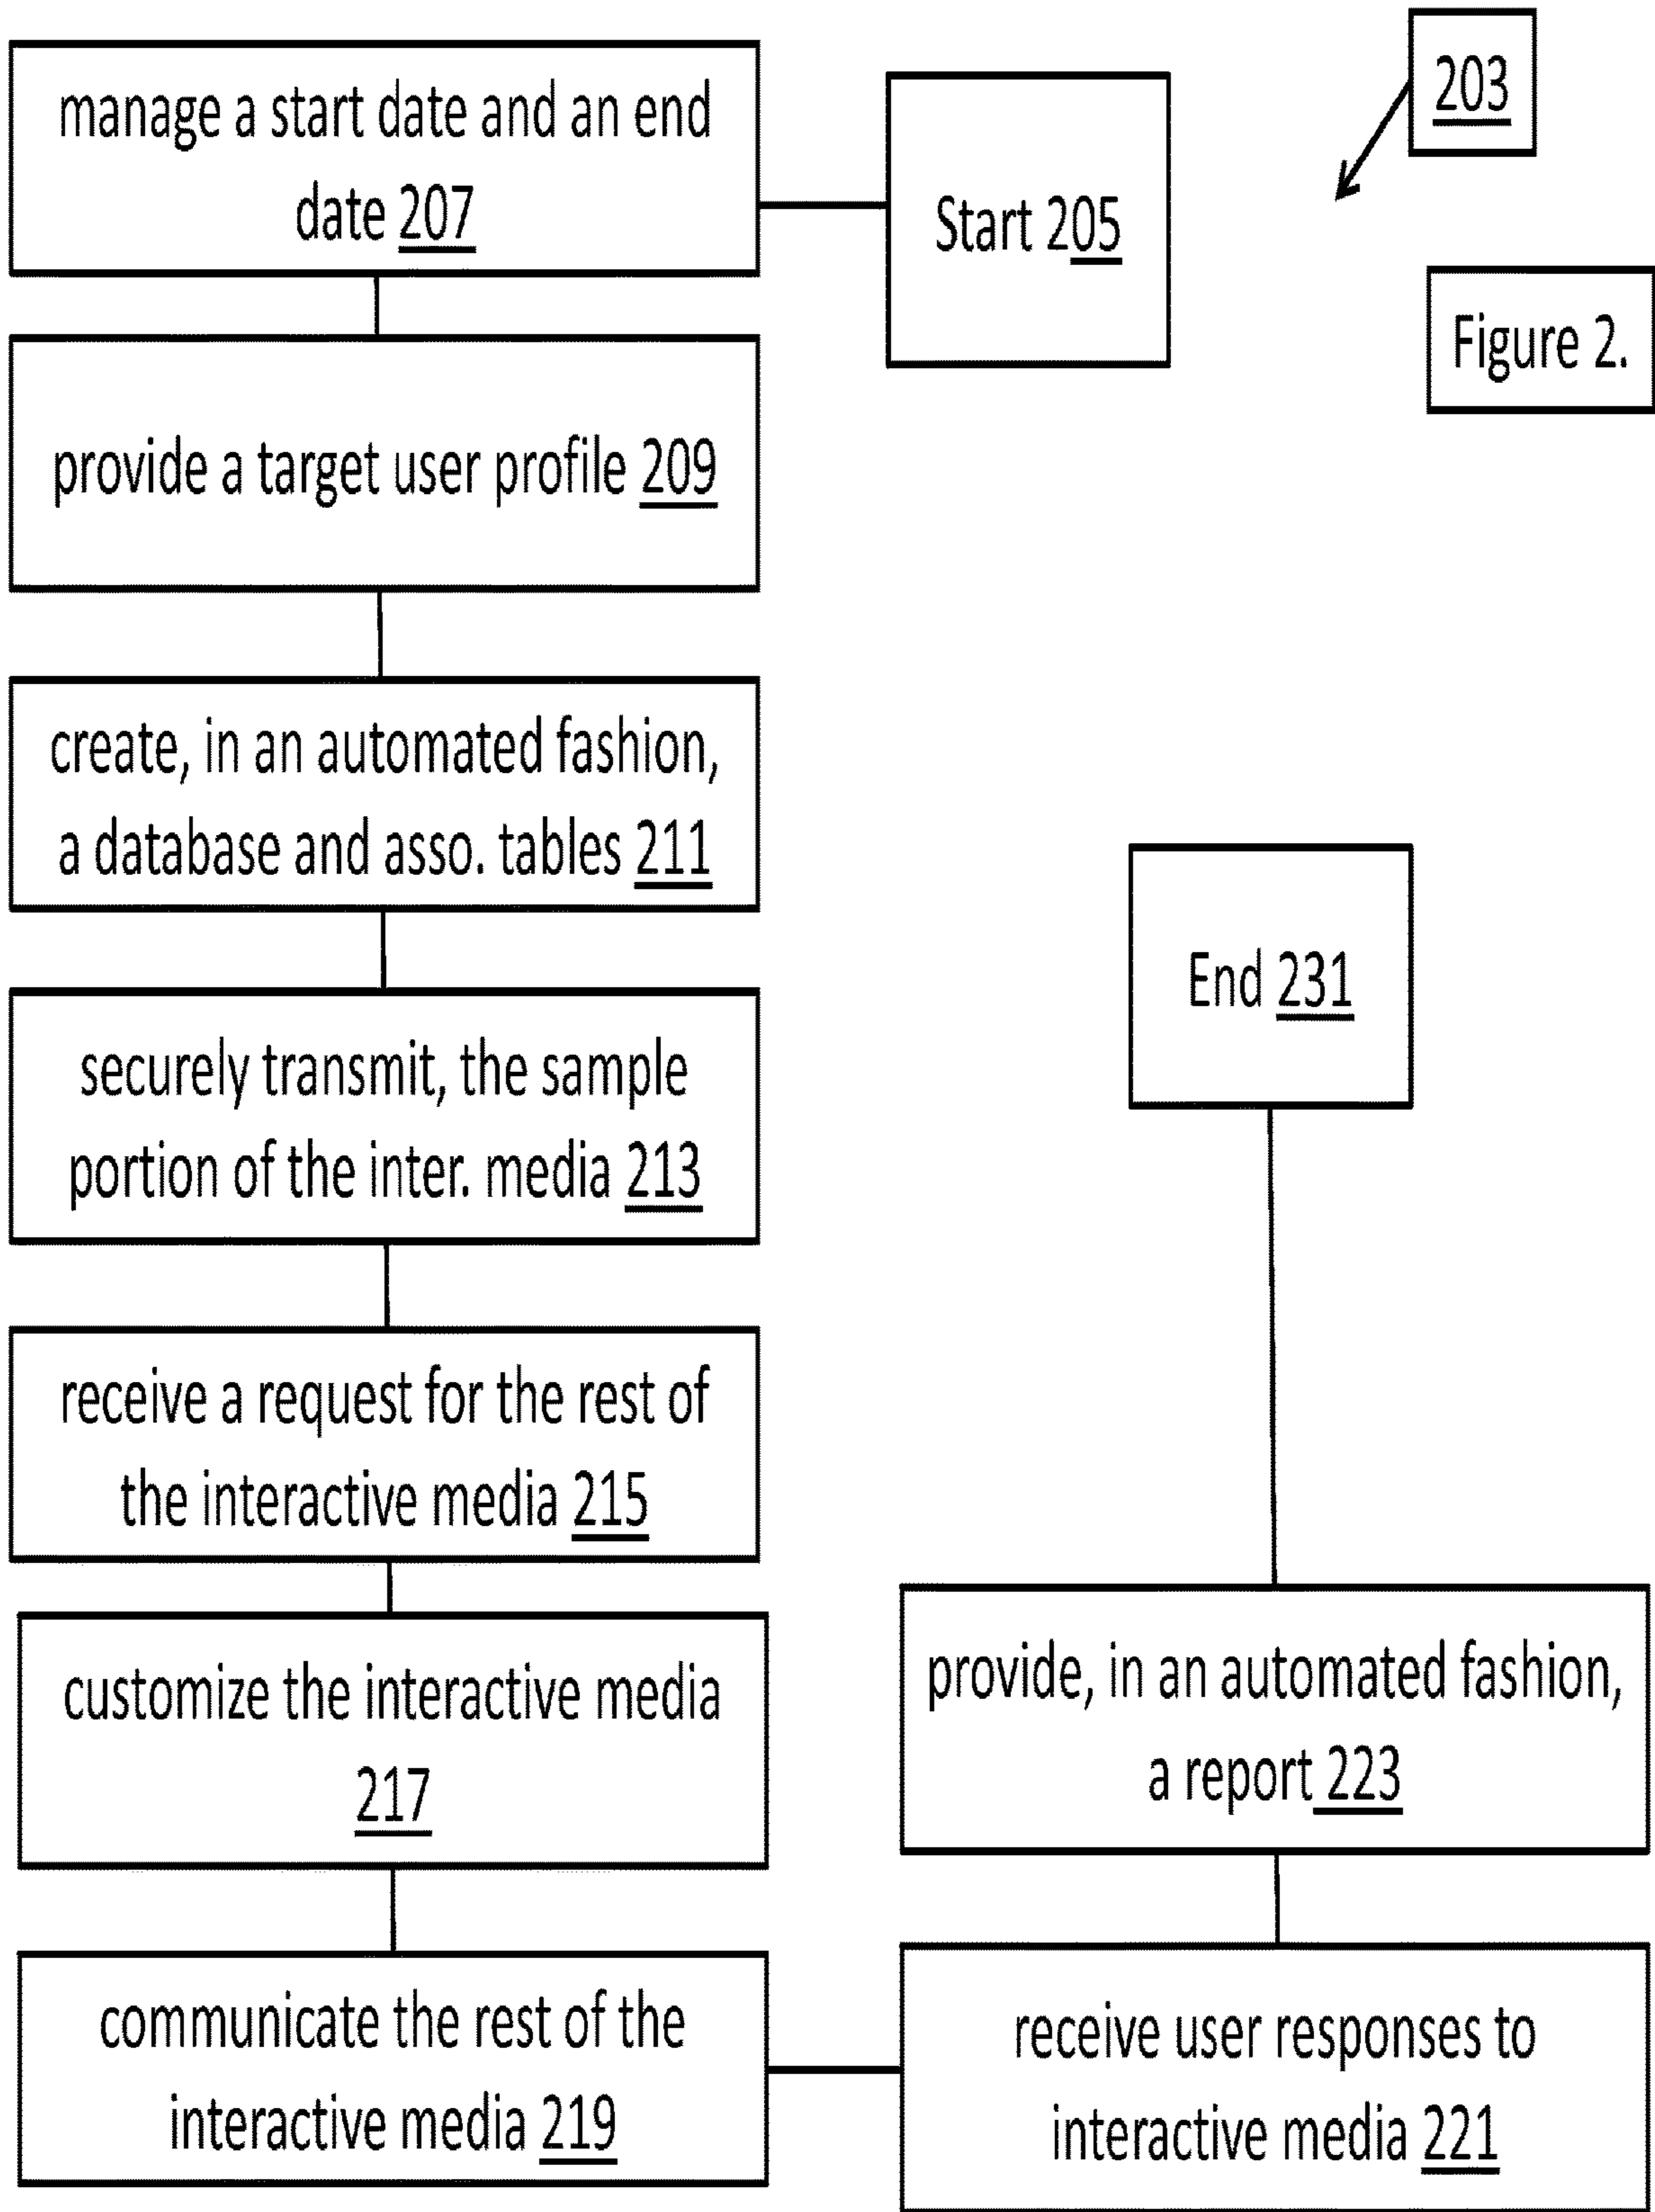 manage a start date and an end
date 207
Start 205
203
Figure 2.
provide a target user profile 209
create, in an automated fashion,
a database and asso. tables 211
securely transmit, the sample
portion of the inter. media 213
receive a request for the rest of
the interactive media 215
customize the interactive media
217
communicate the rest of the
interactive media 219
receive user responses to
interactive media 221
provide, in an automated fashion,
a report 223
End 231